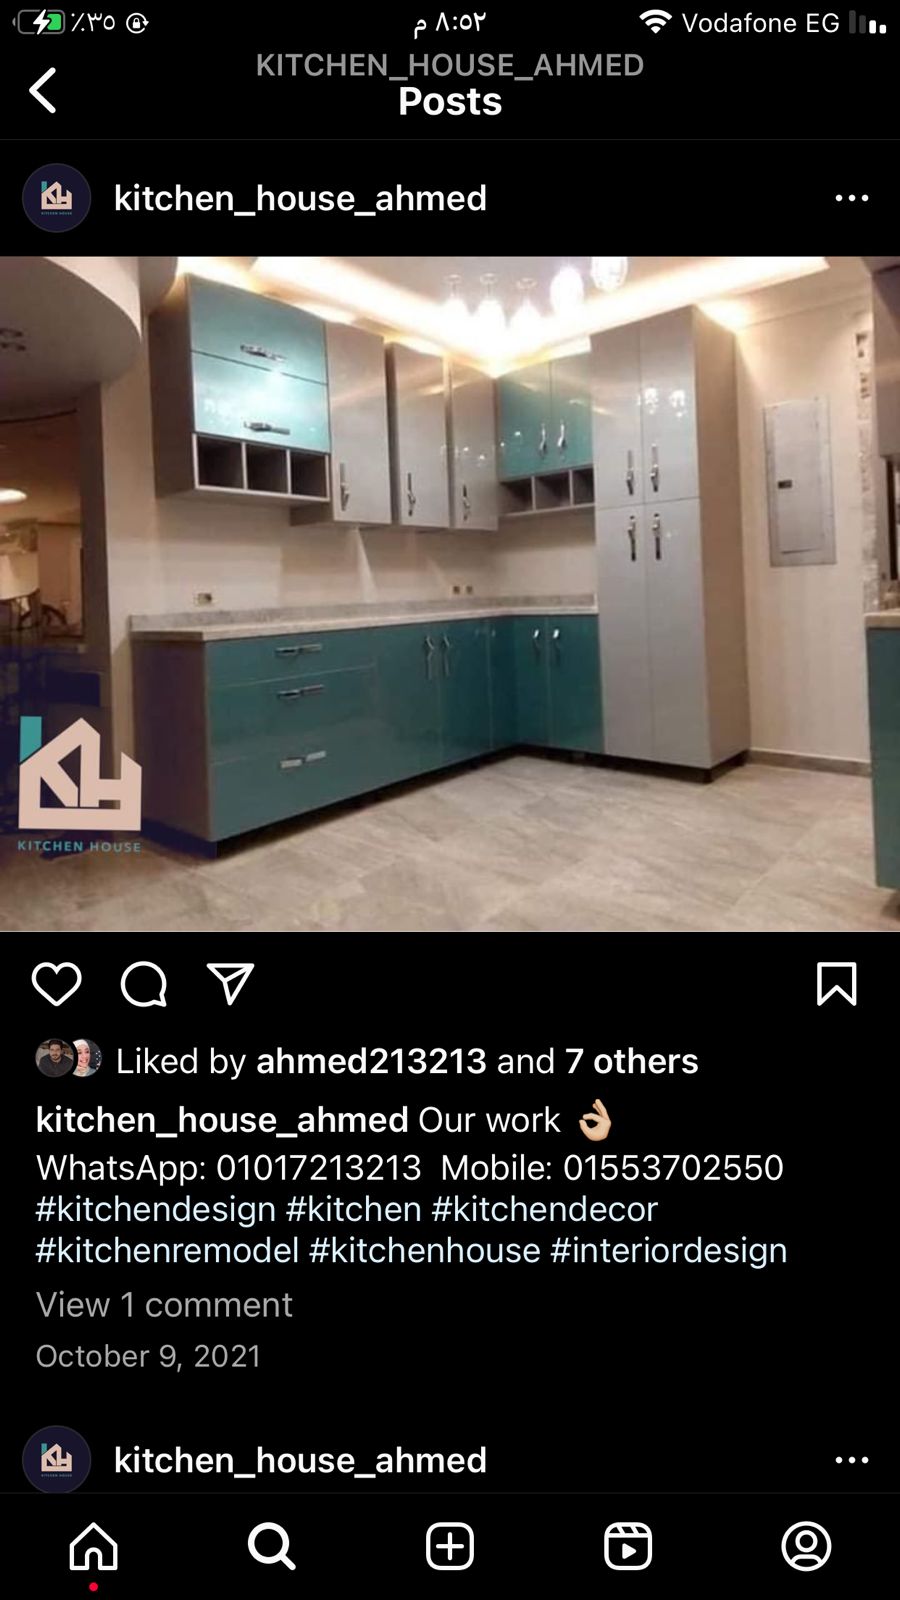 ٪٣٥
٨:٥٢ م
Vodafone EG
KITCHEN_HOUSE_AHMED
Posts
kitchen_house_ahmed
KITCHEN HOUSE
Liked by ahmed213213 and 7 others
kitchen_house_ahmed Our work 👌🏼
WhatsApp: 01017213213  Mobile: 01553702550
#kitchendesign #kitchen #kitchendecor
#kitchenremodel #kitchenhouse #interiordesign
View 1 comment
October 9, 2021
kitchen_house_ahmed